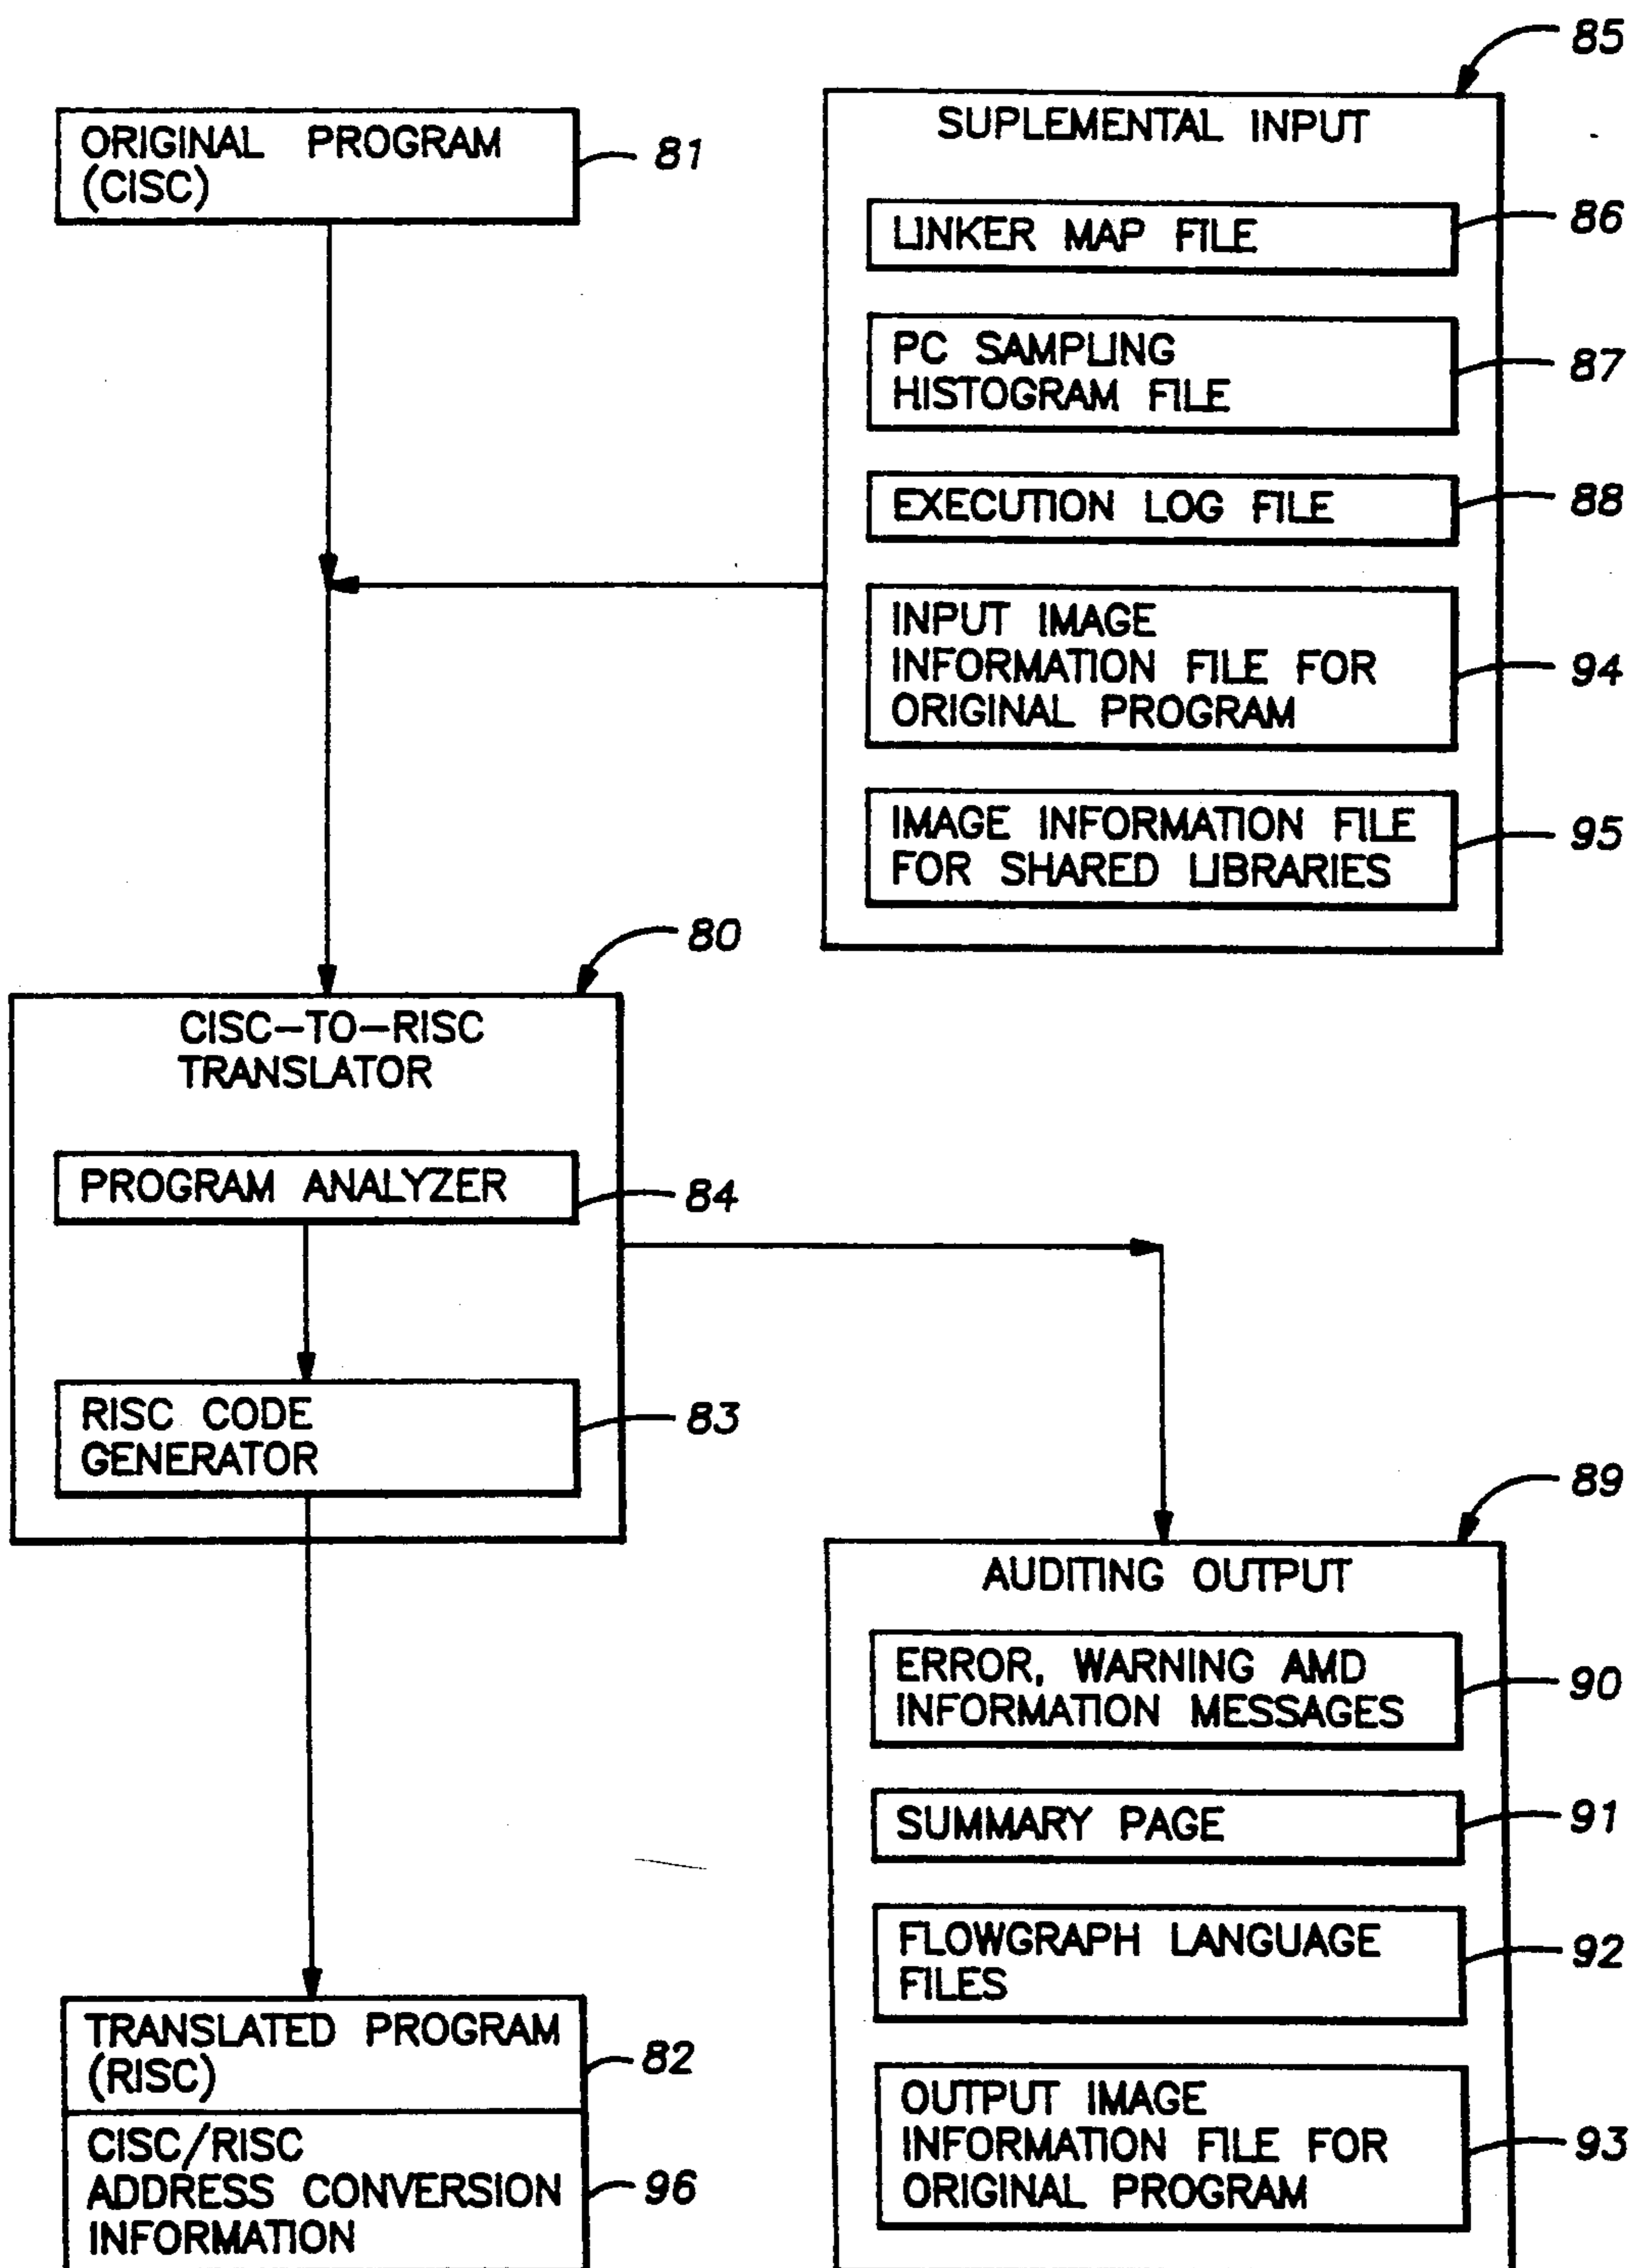 85
ORIGINAL PROGRAM
(CISC)
81
SUPLEMENTAL INPUT
LINKER MAP FILE
86
PC SAMPLING
HISTOGRAM FILE
87
EXECUTION LOG FILE
88
INPUT IMAGE
INFORMATION FILE FOR
ORIGINAL PROGRAM
94
IMAGE INFORMATION FILE
FOR SHARED LIBRARIES
95
80
CISC-TO-RISC
TRANSLATOR
PROGRAM ANALYZER
84
RISC CODE
GENERATOR
83
89
AUDITING OUTPUT
ERROR, WARNING AMD
INFORMATION MESSAGES
90
SUMMARY PAGE
91
FLOWGRAPH LANGUAGE
FILES
92
OUTPUT IMAGE
INFORMATION FILE FOR
ORIGINAL PROGRAM
93
TRANSLATED PROGRAM
(RISC)
82
CISC/RISC
ADDRESS CONVERSION
INFORMATION
96